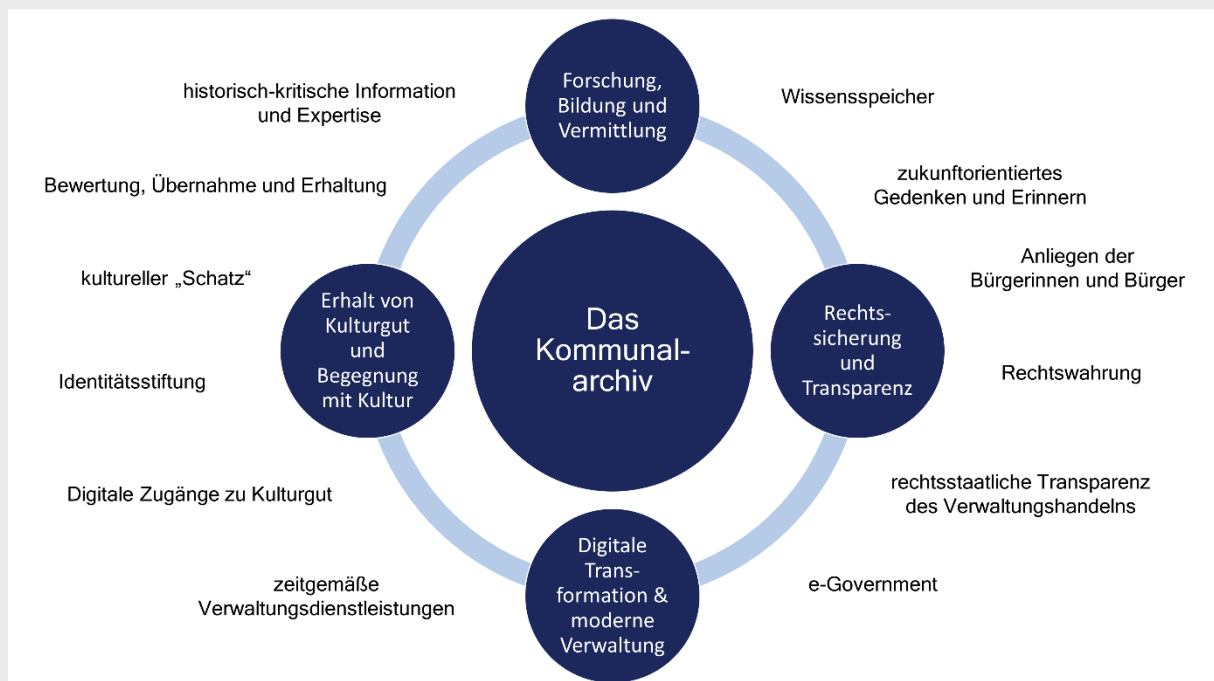 Forschung,
Bildung und
Vermittlung
historisch-kritische Information
und Expertise
Wissensspeicher
Bewertung, Übernahme und Erhaltung
zukunftorientiertes
Gedenken und Erinnern
kultureller „Schatz“
Anliegen der
Bürgerinnen und Bürger
Erhalt von
Kulturgut
und
Begegnung
mit Kultur
Das
Kommunal-
archiv
Rechts-
sicherung
und
Transparenz
Identitätsstiftung
Rechtswahrung
Digitale Zugänge zu Kulturgut
rechtsstaatliche Transparenz
des Verwaltungshandelns
zeitgemäße
Verwaltungsdienstleistungen
Digitale
Trans-
formation &
moderne
Verwaltung
e-Government